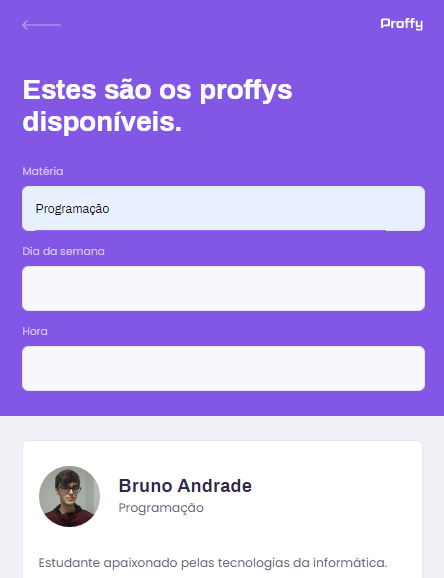 Proffy
Estes são os proffys
disponíveis.
Matéria
Programação
Dia da semana
Hora
Bruno Andrade
Programação
Estudante apaixonado pelas tecnologias da informática.